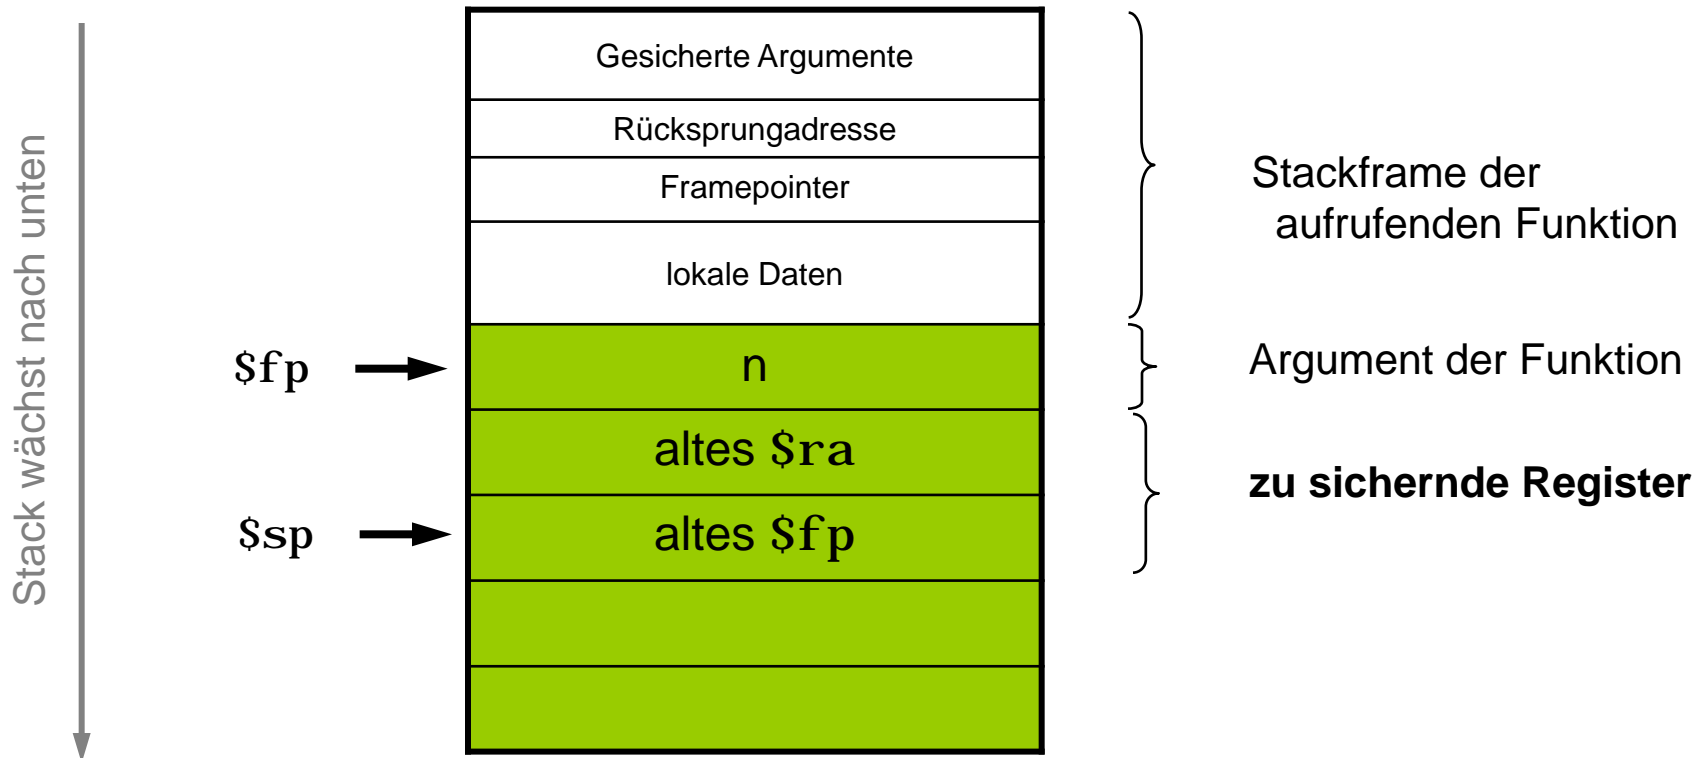 Stack wächst nach unten
Gesicherte Argumente
Rücksprungadresse
Framepointer
lokale Daten
Stackframe der
aufrufenden Funktion
$fp
n
Argument der Funktion
altes $ra
zu sichernde Register
$sp
altes $fp